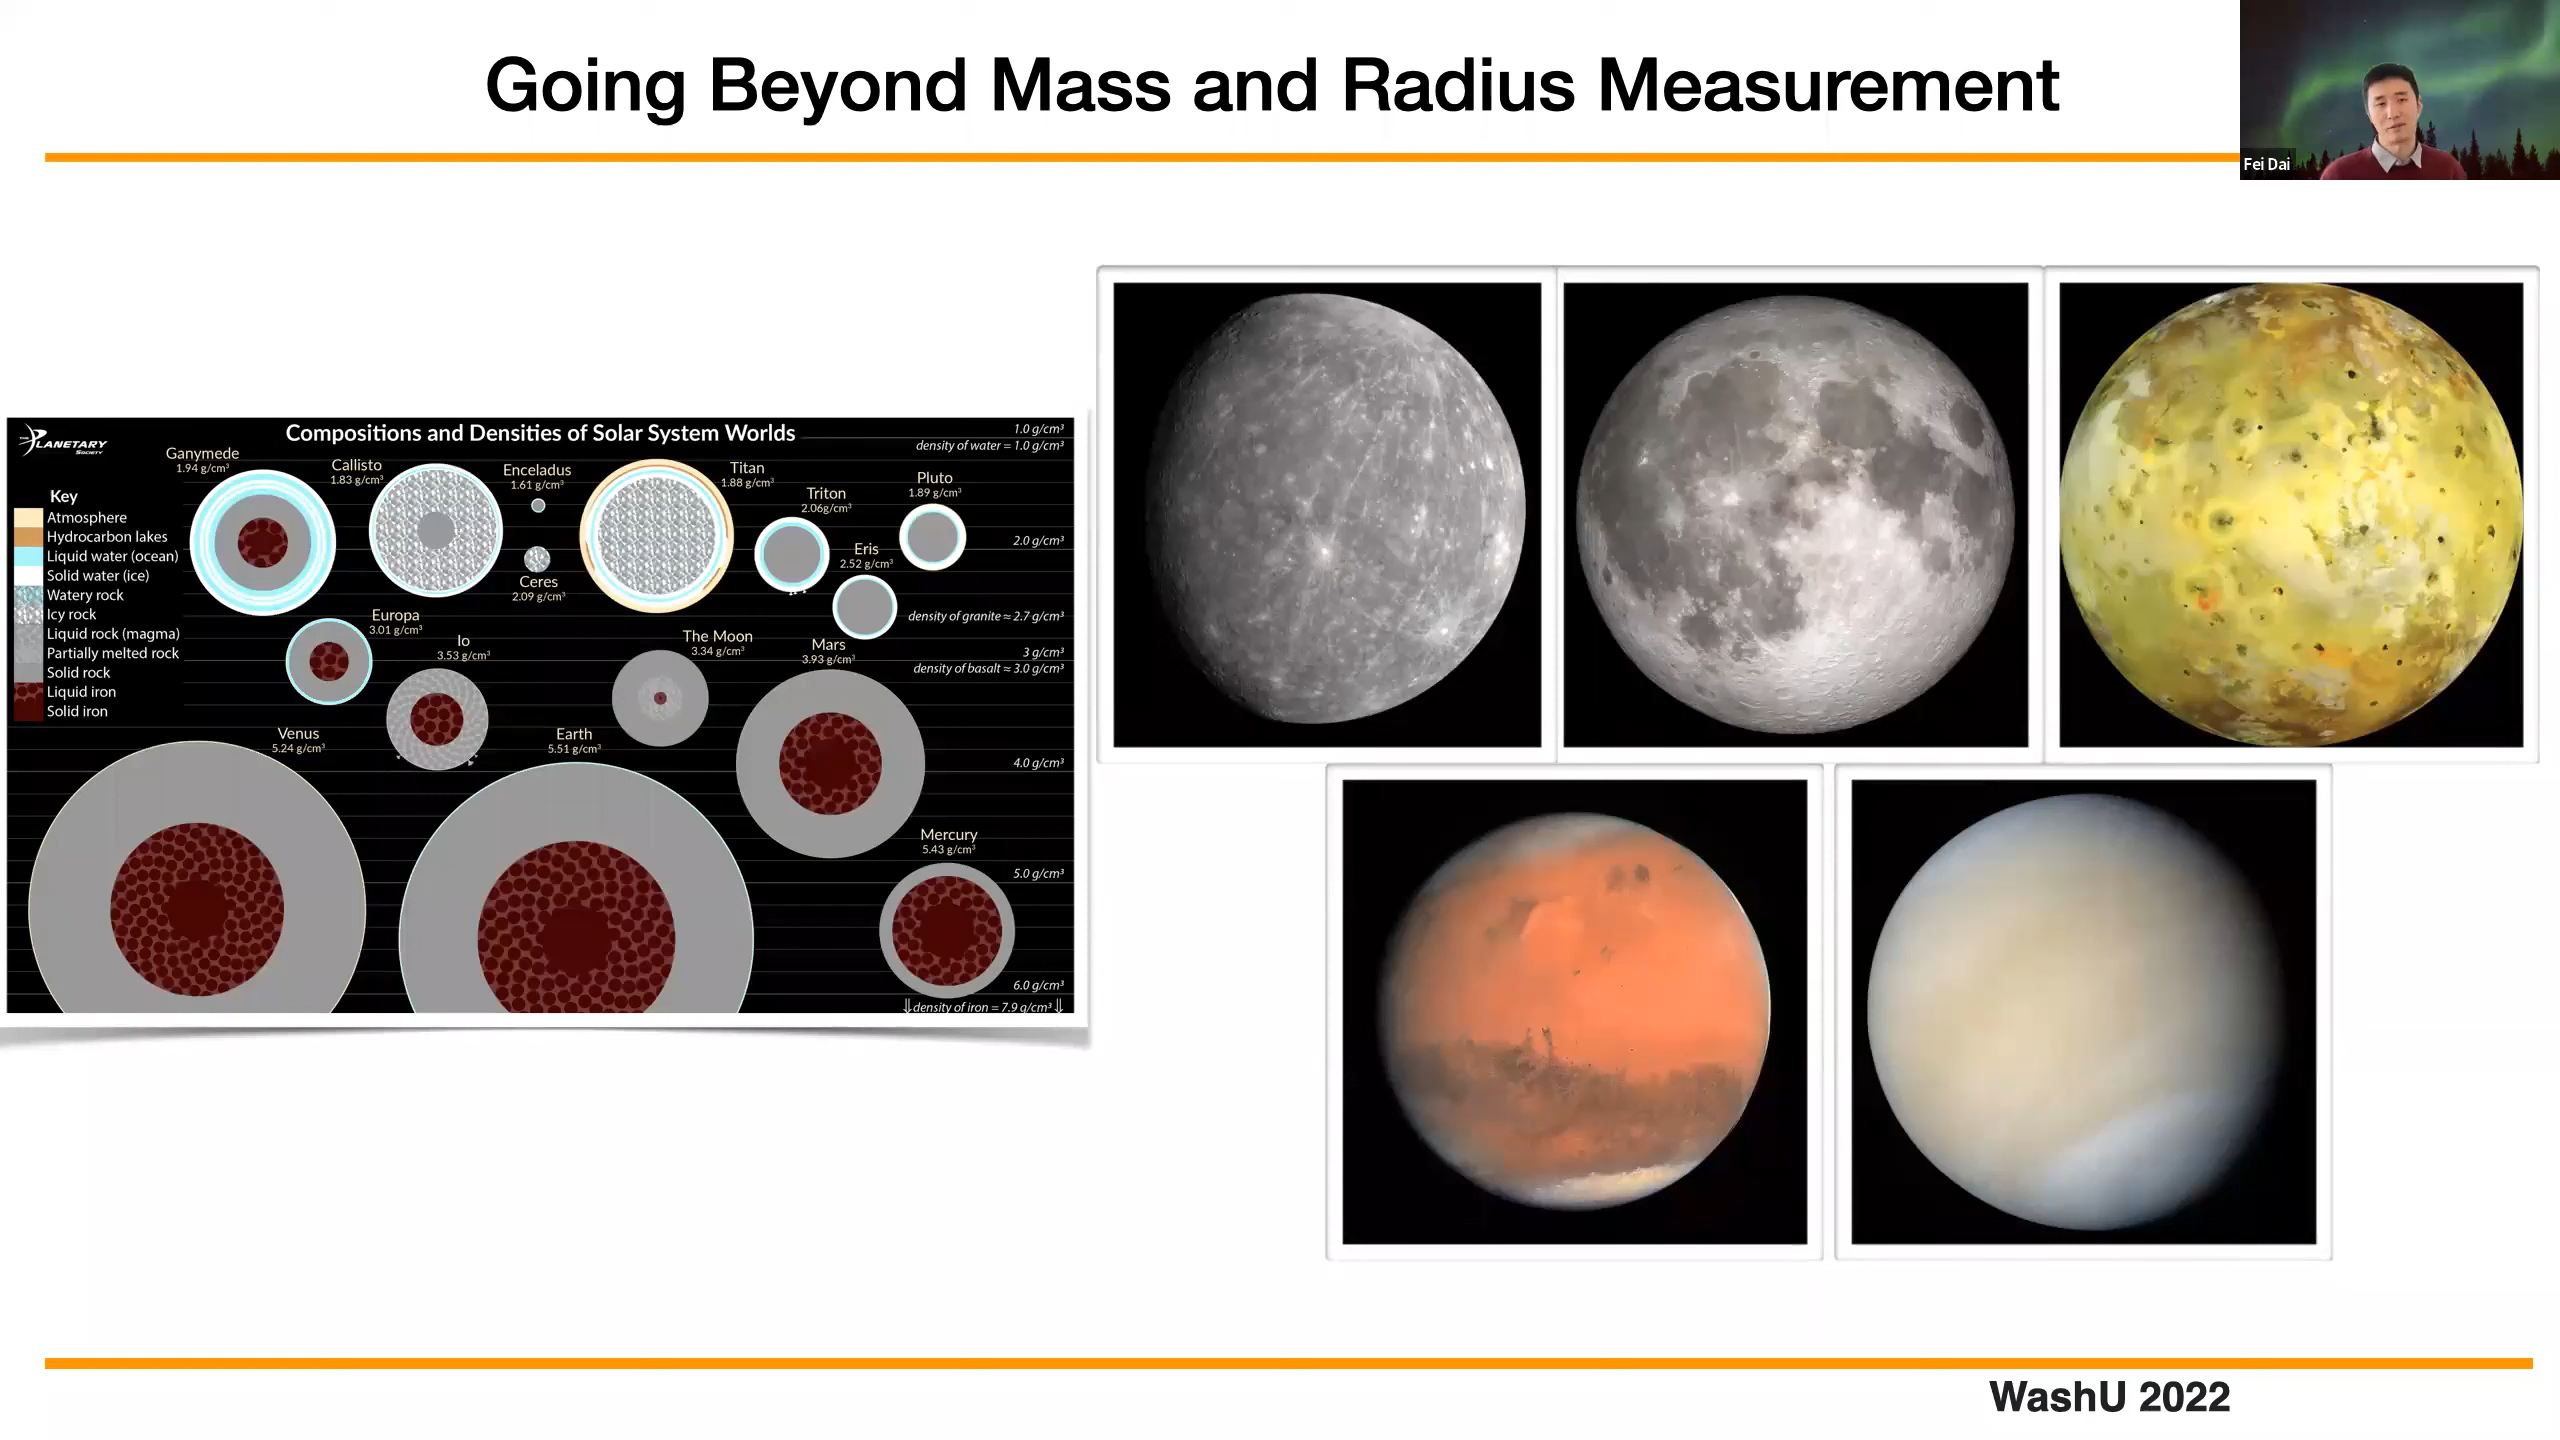 Going Beyond Mass and Radius Measurement
Fei Dai
THE PLANETARY SOCIETY
Compositions and Densities of Solar System Worlds
1.0 g/cm³
density of water = 1.0 g/cm³
Ganymede
1.94 g/cm³
Callisto
1.83 g/cm³
Enceladus
1.61 g/cm³
Titan
1.88 g/cm³
Triton
2.06g/cm³
Pluto
1.89 g/cm³
Key
Atmosphere
Hydrocarbon lakes
Liquid water (ocean)
Solid water (ice)
Watery rock
Icy rock
Liquid rock (magma)
Partially melted rock
Solid rock
Liquid iron
Solid iron
2.0 g/cm³
Eris
2.52 g/cm³
Ceres
2.09 g/cm³
density of granite ≈ 2.7 g/cm³
Europa
3.01 g/cm³
Io
3.53 g/cm³
The Moon
3.34 g/cm³
Mars
3.93 g/cm³
3 g/cm³
density of basalt ≈ 3.0 g/cm³
Venus
5.24 g/cm³
Earth
5.51 g/cm³
4.0 g/cm³
Mercury
5.43 g/cm³
5.0 g/cm³
6.0 g/cm³
⇓density of iron = 7.9 g/cm³⇓
WashU 2022